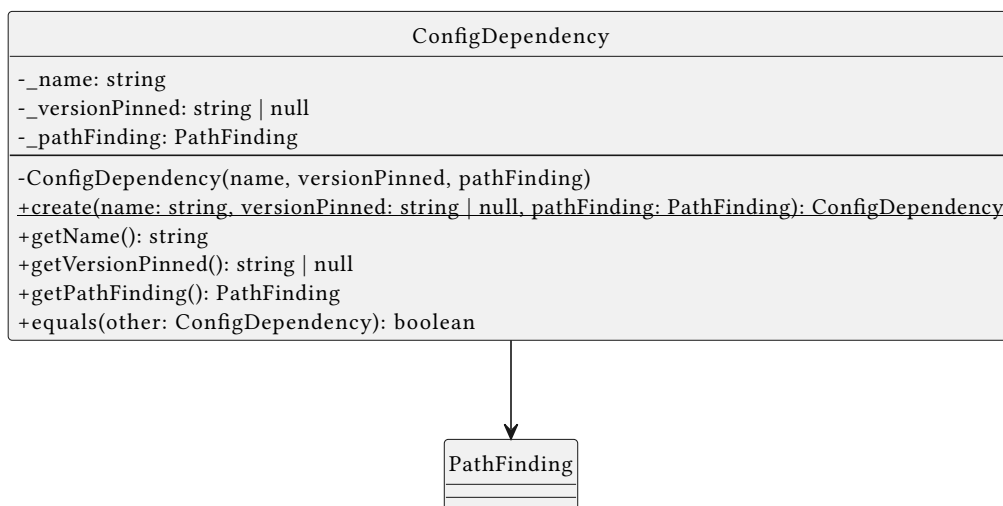 ConfigDependency
-_name: string
-_versionPinned: string | null
-_pathFinding: PathFinding
-ConfigDependency(name, versionPinned, pathFinding)
+create(name: string, versionPinned: string | null, pathFinding: PathFinding): ConfigDependency
+getName(): string
+getVersionPinned(): string | null
+getPathFinding(): PathFinding
+equals(other: ConfigDependency): boolean
PathFinding